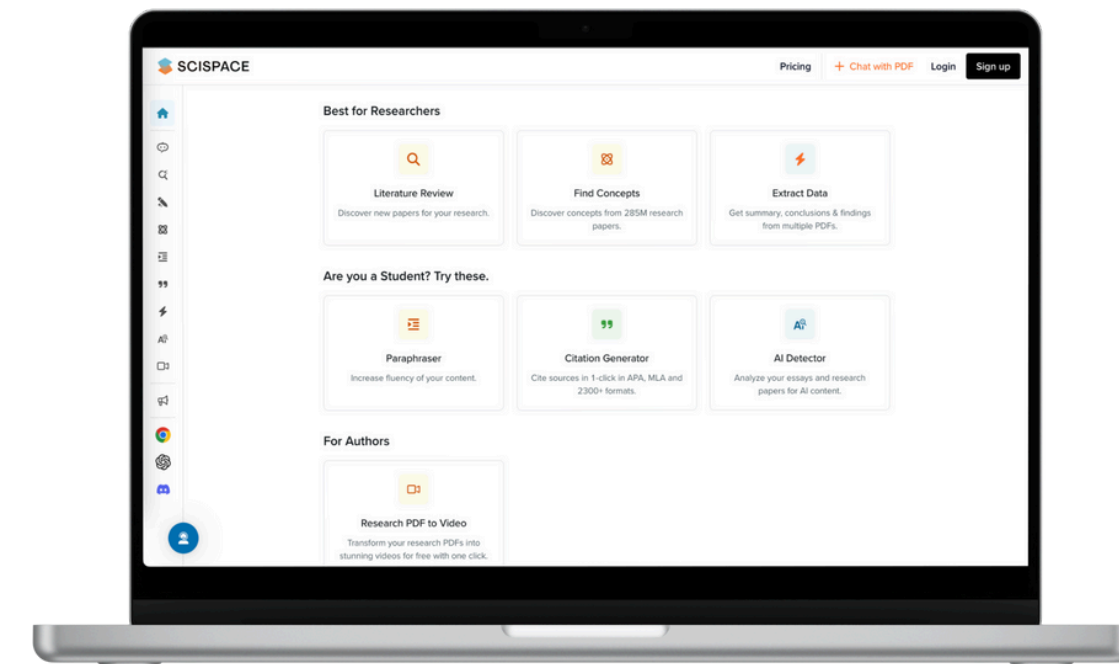 SCISPACE
Pricing
+ Chat with PDF
Login
Sign up
Best for Researchers
Literature Review
Discover new papers for your research.
Find Concepts
Discover concepts from 285M research
papers.
Extract Data
Get summary, conclusions & findings
from multiple PDFs.
Are you a Student? Try these.
Paraphraser
Increase fluency of your content.
Citation Generator
Cite sources in 1-click in APA, MLA and
2300+ formats.
AI Detector
Analyze your essays and research
papers for AI content.
For Authors
Research PDF to Video
Transform your research PDFs into
stunning videos for free with one click.